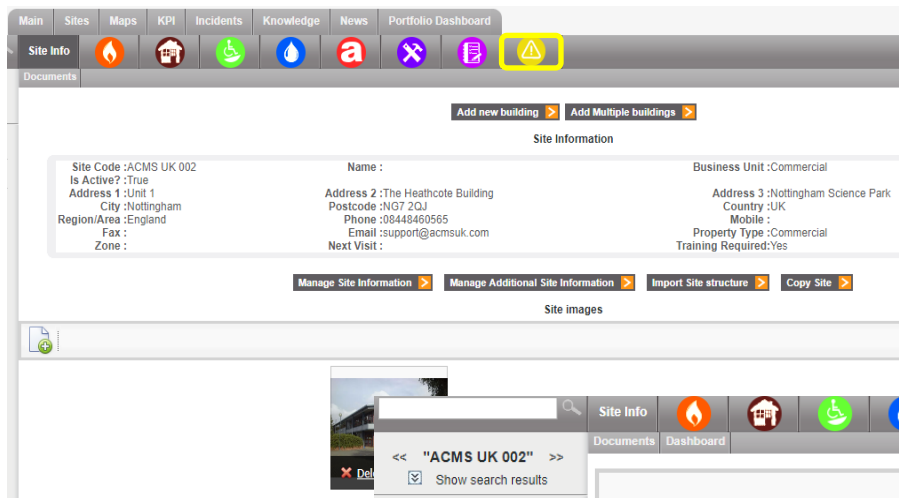 Main Sites Maps KPI Incidents Knowledge News Portfolio Dashboard
Site Info
Documents
Add new building Add Multiple buildings
Site Information
Site Code :ACMS UK 002 Name : Business Unit :Commercial
Is Active? :True
Address 1 :Unit 1 Address 2 :The Heathcote Building Address 3 :Nottingham Science Park
City :Nottingham Postcode :NG7 2QJ Country :UK
Region/Area :England Phone :08448460565 Mobile :
Fax : Email :support@acmsuk.com Property Type :Commercial
Zone : Next Visit : Training Required:Yes
Manage Site Information Manage Additional Site Information Import Site structure Copy Site
Site images
Site Info
Documents Dashboard
<< "ACMS UK 002" >>
Show search results